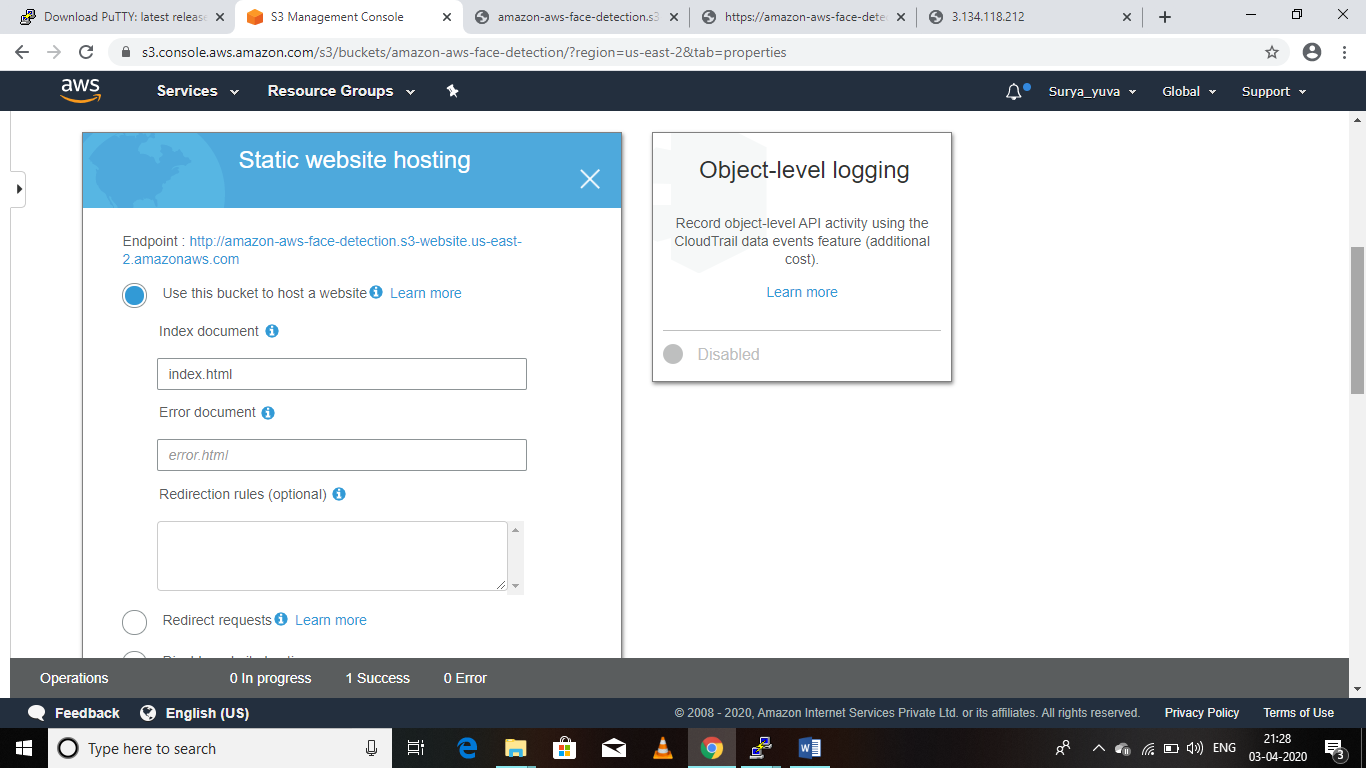 Download PuTTY: latest release
S3 Management Console
amazon-aws-face-detection.s3
https://amazon-aws-face-dete
3.134.118.212
s3.console.aws.amazon.com/s3/buckets/amazon-aws-face-detection/?region=us-east-2&tab=properties
aws
Services
Resource Groups
Surya_yuva
Global
Support
Static website hosting
Endpoint : http://amazon-aws-face-detection.s3-website.us-east-
2.amazonaws.com
Use this bucket to host a website Learn more
Index document
index.html
Error document
error.html
Redirection rules (optional)
Redirect requests Learn more
Object-level logging
Record object-level API activity using the
CloudTrail data events feature (additional
cost).
Learn more
Disabled
Operations
0 In progress
1 Success
0 Error
Feedback
English (US)
© 2008 - 2020, Amazon Internet Services Private Ltd. or its affiliates. All rights reserved.
Privacy Policy
Terms of Use
Type here to search
ENG
21:28
03-04-2020
3